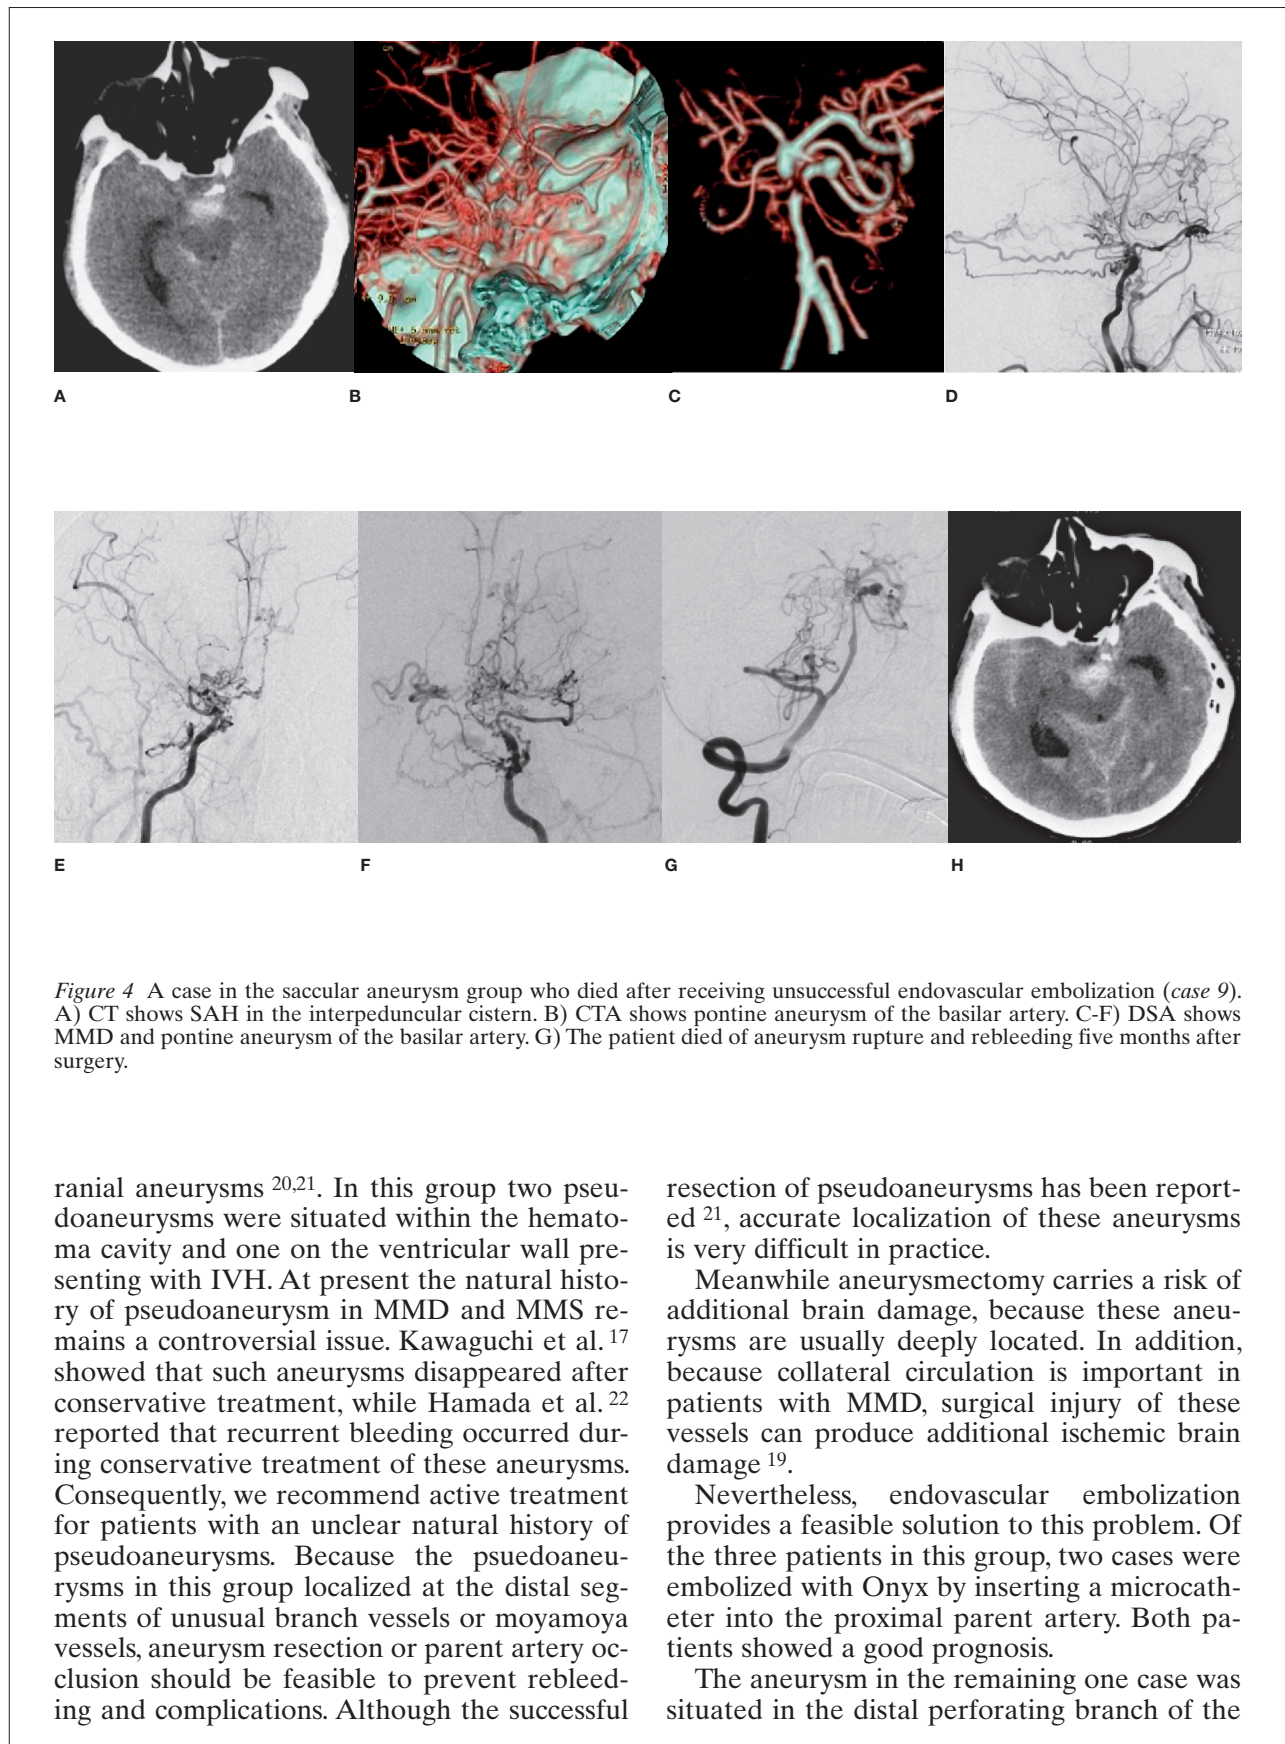 A
B
C
D
E
F
G
H
Figure 4 A case in the saccular aneurysm group who died after receiving unsuccessful endovascular embolization (case 9).
A) CT shows SAH in the interpeduncular cistern. B) CTA shows pontine aneurysm of the basilar artery. C-F) DSA shows
MMD and pontine aneurysm of the basilar artery. G) The patient died of aneurysm rupture and rebleeding five months after
surgery.
ranial aneurysms 20,21. In this group two pseu-
doaneurysms were situated within the hemato-
ma cavity and one on the ventricular wall pre-
senting with IVH. At present the natural histo-
ry of pseudoaneurysm in MMD and MMS re-
mains a controversial issue. Kawaguchi et al. 17
showed that such aneurysms disappeared after
conservative treatment, while Hamada et al. 22
reported that recurrent bleeding occurred dur-
ing conservative treatment of these aneurysms.
Consequently, we recommend active treatment
for patients with an unclear natural history of
pseudoaneurysms. Because the psuedoaneu-
rysms in this group localized at the distal seg-
ments of unusual branch vessels or moyamoya
vessels, aneurysm resection or parent artery oc-
clusion should be feasible to prevent rebleed-
ing and complications. Although the successful
resection of pseudoaneurysms has been report-
ed 21, accurate localization of these aneurysms
is very difficult in practice.
Meanwhile aneurysmectomy carries a risk of
additional brain damage, because these aneu-
rysms are usually deeply located. In addition,
because collateral circulation is important in
patients with MMD, surgical injury of these
vessels can produce additional ischemic brain
damage 19.
Nevertheless, endovascular embolization
provides a feasible solution to this problem. Of
the three patients in this group, two cases were
embolized with Onyx by inserting a microcath-
eter into the proximal parent artery. Both pa-
tients showed a good prognosis.
The aneurysm in the remaining one case was
situated in the distal perforating branch of the